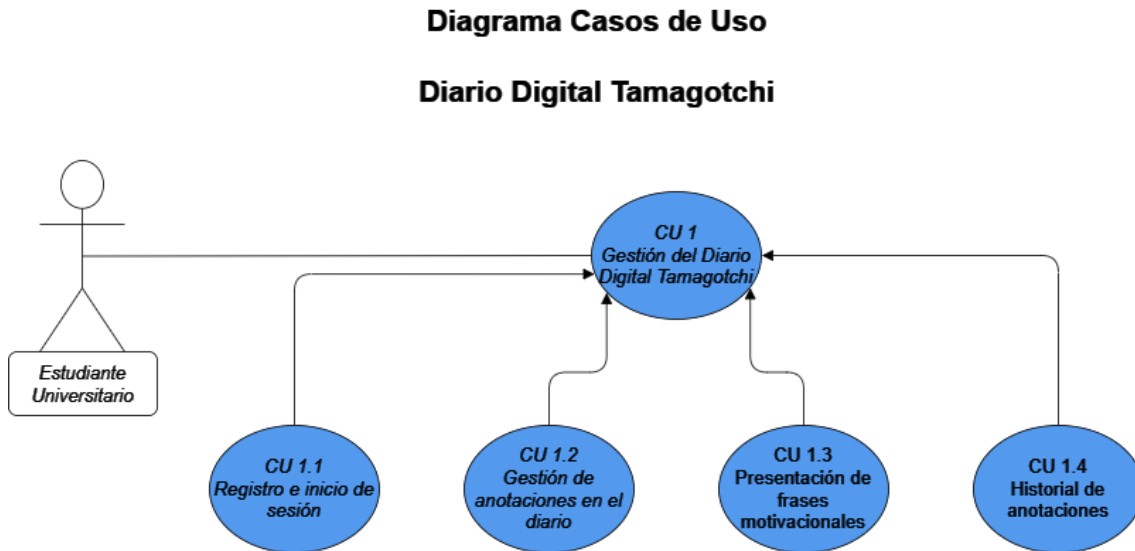 Diagrama Casos de Uso
Diario Digital Tamagotchi
CU 1
Gestión del Diario
Digital Tamagotchi
Estudiante
Universitario
CU 1.1
Registro e inicio de
sesión
CU 1.2
Gestión de
anotaciones en el
diario
CU 1.3
Presentación de
frases
motivacionales
CU 1.4
Historial de
anotaciones